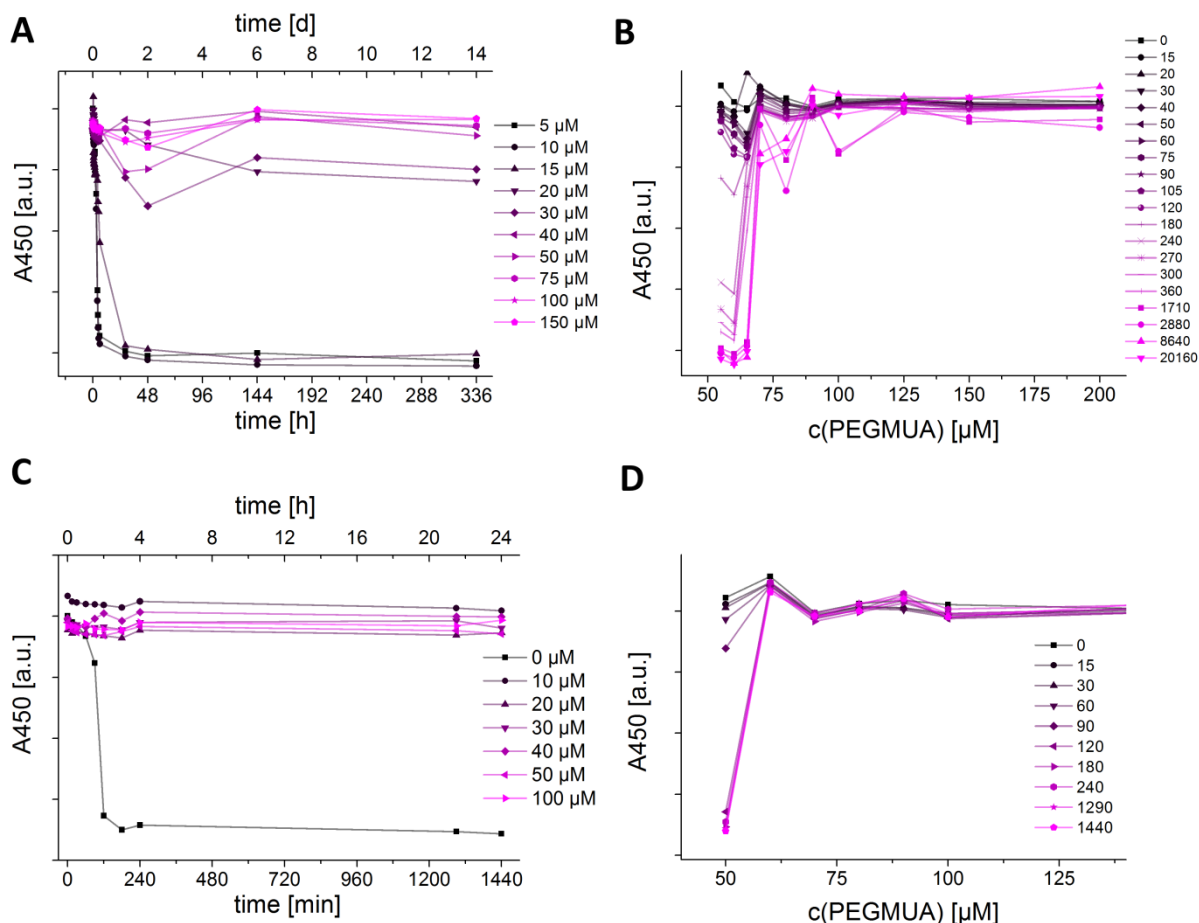 A
time [d]
0 2 4 6 8 10 12 14
A450 [a.u.]
5 µM
10 µM
15 µM
20 µM
30 µM
40 µM
50 µM
75 µM
100 µM
150 µM
0 48 96 144 192 240 288 336
time [h]
B
A450 [a.u.]
0
15
20
30
40
50
60
75
90
105
120
180
240
270
300
360
1710
2880
8640
20160
50 75 100 125 150 175 200
c(PEGMUA) [µM]
C
time [h]
0 4 8 12 16 20 24
A450 [a.u.]
0 µM
10 µM
20 µM
30 µM
40 µM
50 µM
100 µM
0 240 480 720 960 1200 1440
time [min]
D
A450 [a.u.]
0
15
30
60
90
120
180
240
1290
1440
50 75 100 125
c(PEGMUA) [µM]